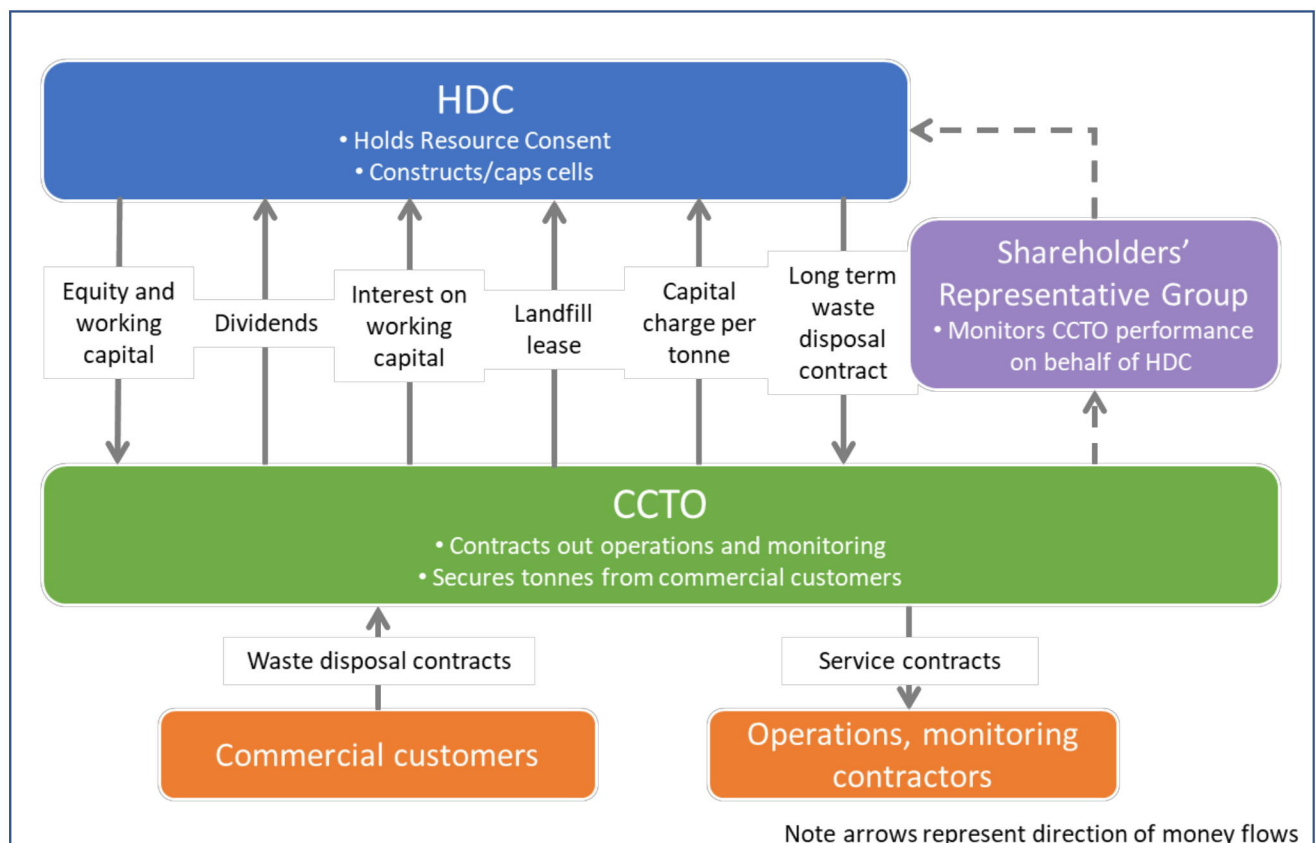 HDC
• Holds Resource Consent
• Constructs/caps cells
Equity and
working
capital
Dividends
Interest on
working
capital
Landfill
lease
Capital
charge per
tonne
Long term
waste
disposal
contract
Shareholders’
Representative Group
• Monitors CCTO performance
on behalf of HDC
CCTO
• Contracts out operations and monitoring
• Secures tonnes from commercial customers
Waste disposal contracts
Service contracts
Commercial customers
Operations, monitoring
contractors
Note arrows represent direction of money flows